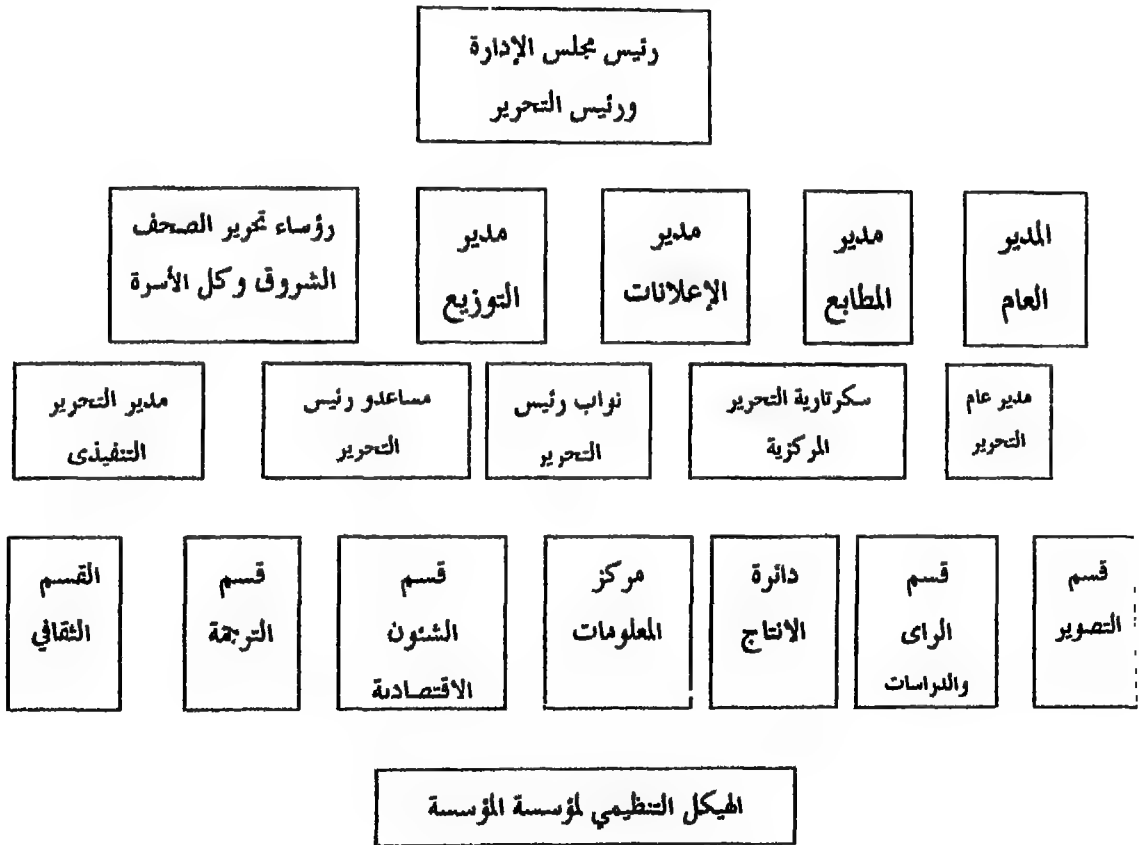 رئيس مجلس الإدارة
ورئيس التحرير
المدير
العام
مدير
المطابع
مدير
الإعلانات
مدير
التوزيع
رؤساء تحرير الصحف
الشروق وكل الأسرة
مدير عام
التحرير
سكرتارية التحرير
المركزية
نواب رئيس
التحرير
مساعدو رئيس
التحرير
مدير التحرير
التنفيذى
قسم
التصوير
قسم
الراى
والدراسات
دائرة
الانتاج
مركز
المعلومات
قسم
الشئون
الاقتصادية
قسم
الترجمة
القسم
الثقافي
الهيكل التنظيمي لمؤسسة المؤسسة